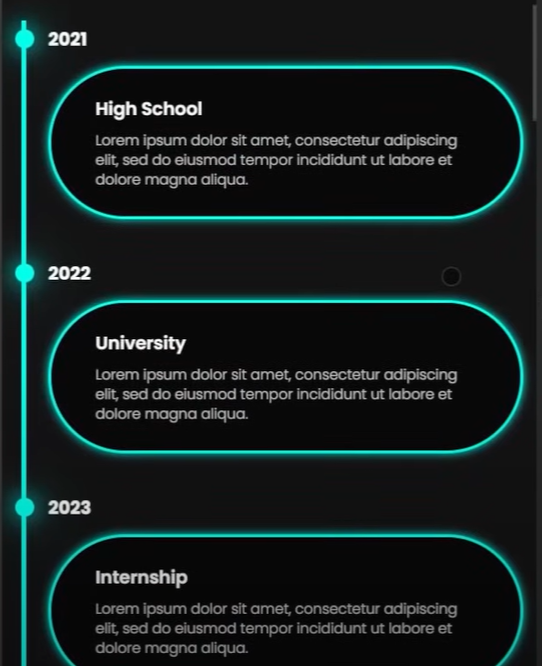 2021
High School
Lorem ipsum dolor sit amet, consectetur adipiscing
elit, sed do eiusmod tempor incididunt ut labore et
dolore magna aliqua.
2022
University
Lorem ipsum dolor sit amet, consectetur adipiscing
elit, sed do eiusmod tempor incididunt ut labore et
dolore magna aliqua.
2023
Internship
Lorem ipsum dolor sit amet, consectetur adipiscing
elit, sed do eiusmod tempor incididunt ut labore et
dolore magna aliqua.